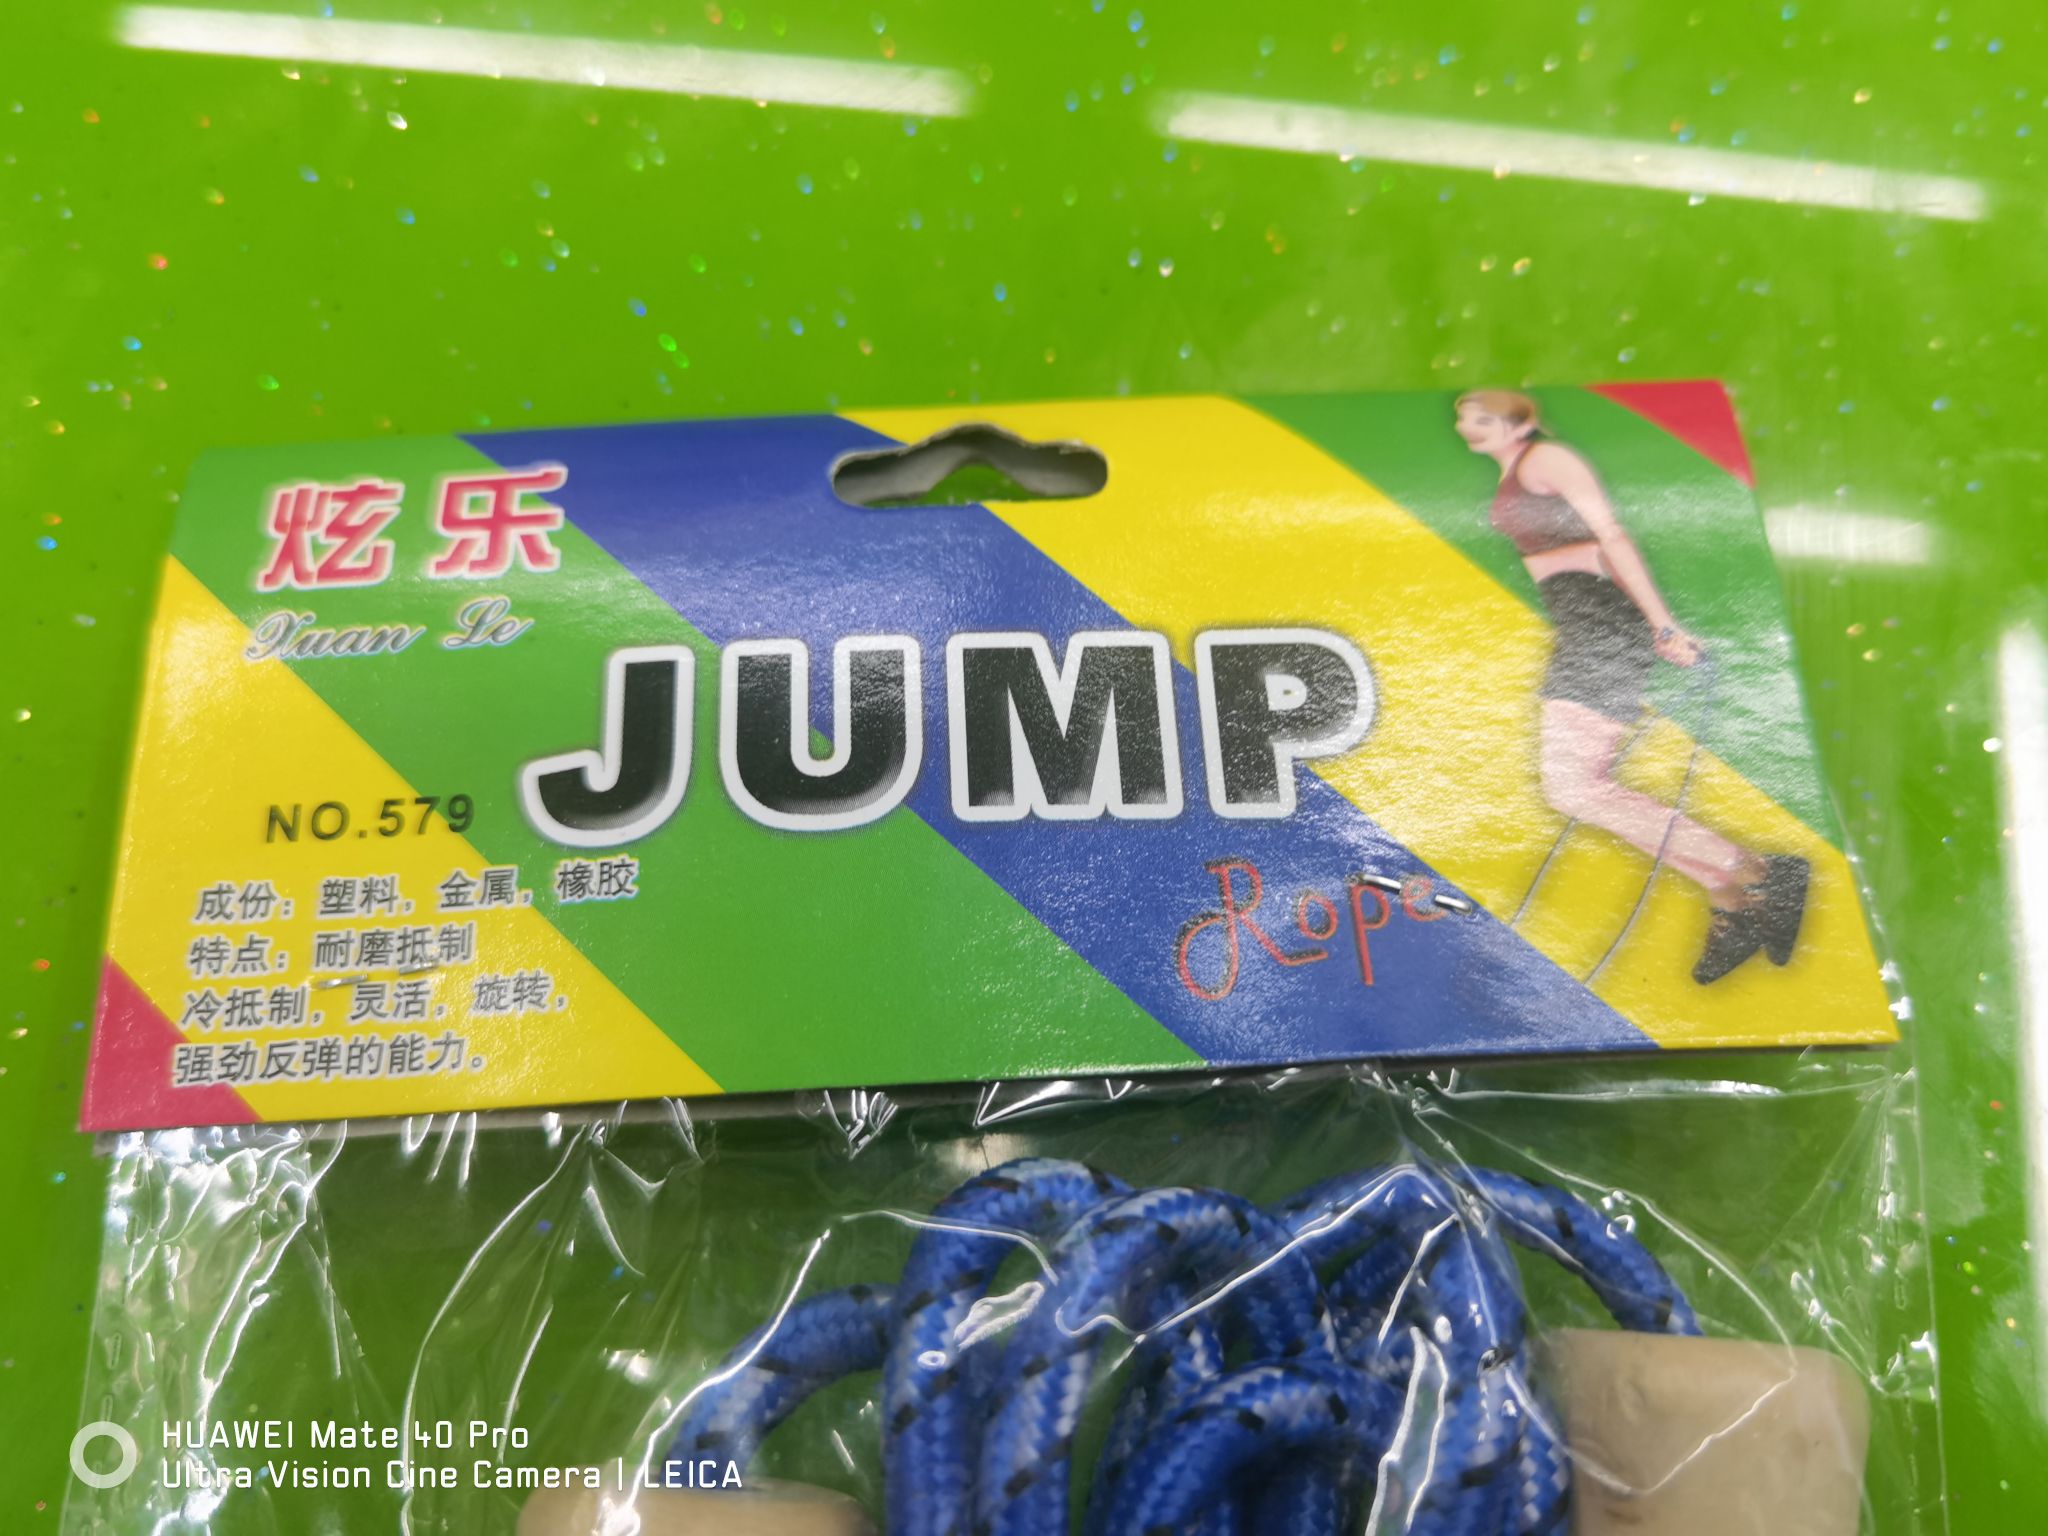 炫乐
Xuan Le
JUMP
Rope
NO.579
成份：塑料，金属，橡胶
特点：耐磨抵制
冷抵制，灵活，旋转，
强劲反弹的能力。
HUAWEI Mate 40 Pro
Ultra Vision Cine Camera | LEICA